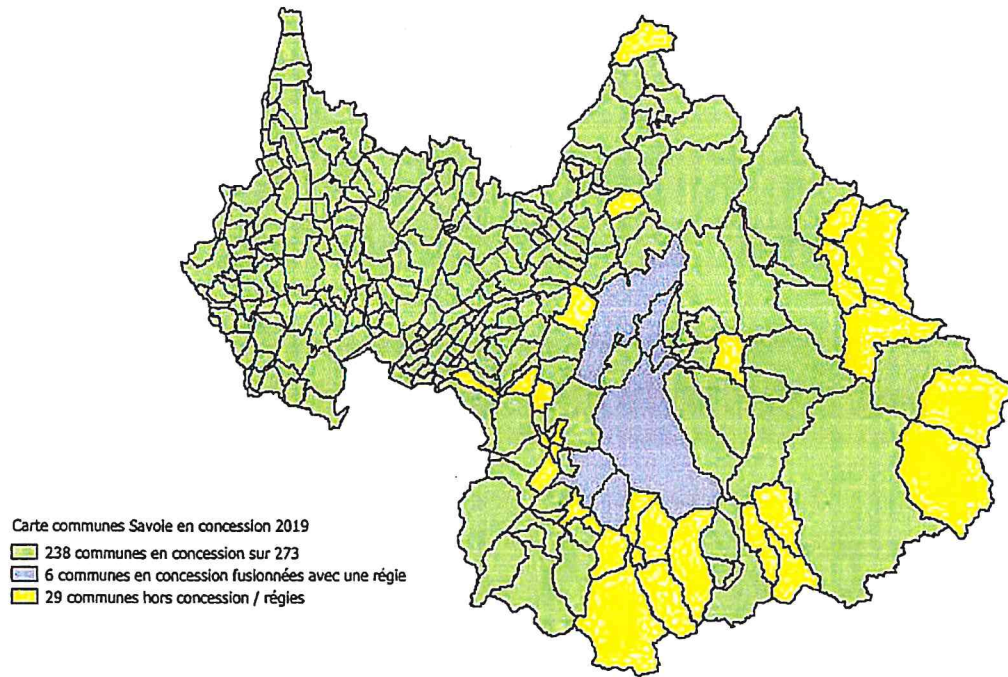 Carte communes Savoie en concession 2019
238 communes en concession sur 273
6 communes en concession fusionnées avec une régie
29 communes hors concession / régies